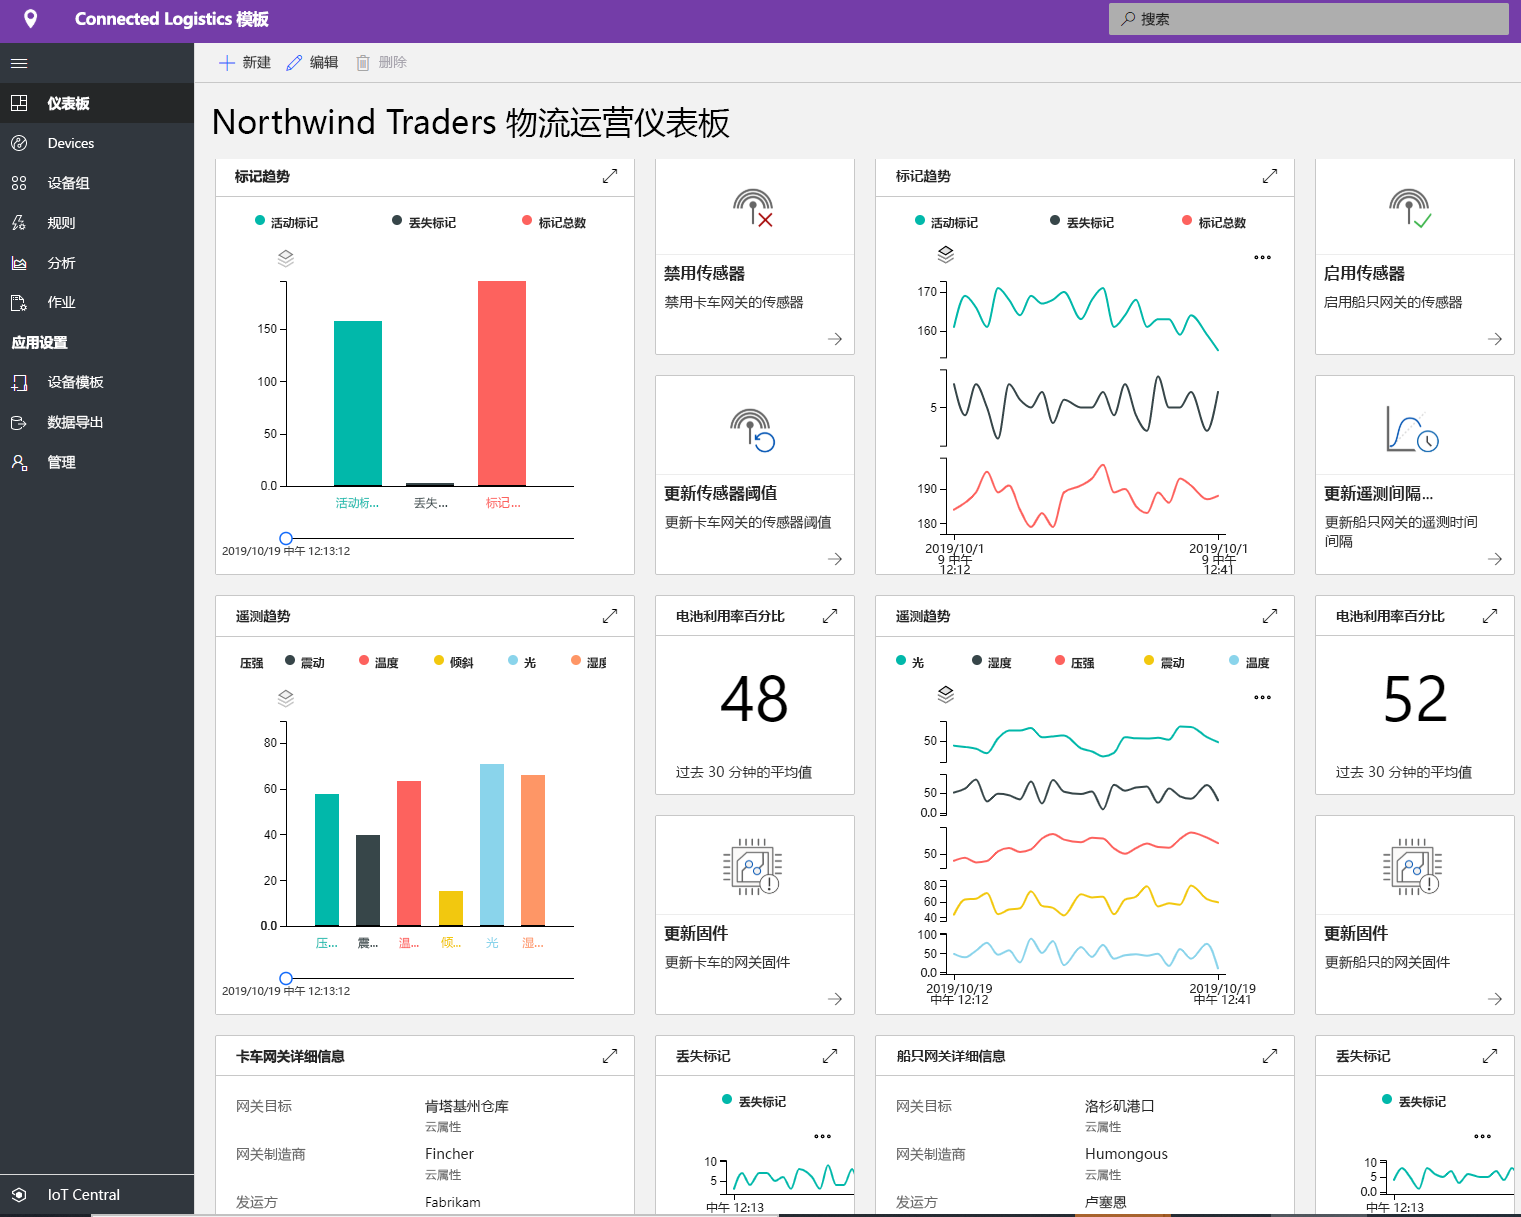 Connected Logistics 模板
搜索
新建
编辑
删除
仪表板
Devices
设备组
规则
分析
作业
应用设置
设备模板
数据导出
管理
IoT Central
Northwind Traders 物流运营仪表板
标记趋势
活动标记
丢失标记
标记总数
150
100
50
0.0
活动标...
丢失...
标记...
2019/10/19 中午 12:13:12
禁用传感器
禁用卡车网关的传感器
标记趋势
活动标记
丢失标记
标记总数
170
160
5
190
180
2019/10/1
9 中午
12:12
2019/10/1
9 中午
12:41
启用传感器
启用船只网关的传感器
更新传感器阈值
更新卡车网关的传感器阈值
更新遥测间隔...
更新船只网关的遥测时间
间隔
遥测趋势
压强
震动
温度
倾斜
光
湿度
80
60
40
20
0.0
压...
震...
温...
倾...
光
湿...
2019/10/19 中午 12:13:12
电池利用率百分比
48
过去 30 分钟的平均值
遥测趋势
光
湿度
压强
震动
温度
50
50
0.0
50
80
60
40
100
50
0.0
2019/10/19
中午 12:12
2019/10/19
中午 12:41
电池利用率百分比
52
过去 30 分钟的平均值
更新固件
更新卡车的网关固件
更新固件
更新船只的网关固件
卡车网关详细信息
网关目标
肯塔基州仓库
云属性
网关制造商
Fincher
云属性
发运方
Fabrikam
丢失标记
丢失标记
10
5
中午 12:13
船只网关详细信息
网关目标
洛杉矶港口
云属性
网关制造商
Humongous
云属性
发运方
卢塞恩
丢失标记
丢失标记
10
5
0.0
中午 12:13